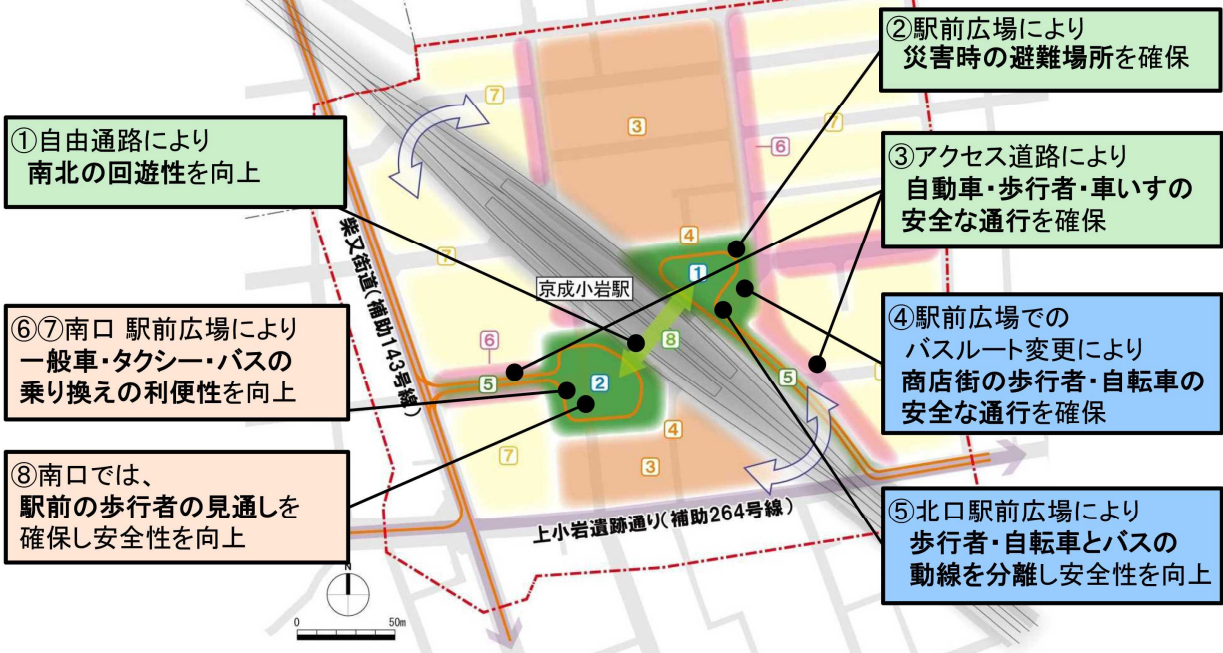 ①自由通路により
南北の回遊性を向上
⑥⑦南口 駅前広場により
一般車・タクシー・バスの
乗り換えの利便性を向上
⑧南口では、
駅前の歩行者の見通しを
確保し安全性を向上
②駅前広場により
災害時の避難場所を確保
③アクセス道路により
自動車・歩行者・車いすの
安全な通行を確保
④駅前広場での
バスルート変更により
商店街の歩行者・自転車の
安全な通行を確保
⑤北口駅前広場により
歩行者・自転車とバスの
動線を分離し安全性を向上
京成小岩駅
柴又街道(補助143号線)
上小岩遺跡通り(補助264号線)
7
3
7
6
7
4
1
8
6
5
2
5
4
7
3
N
0 50m